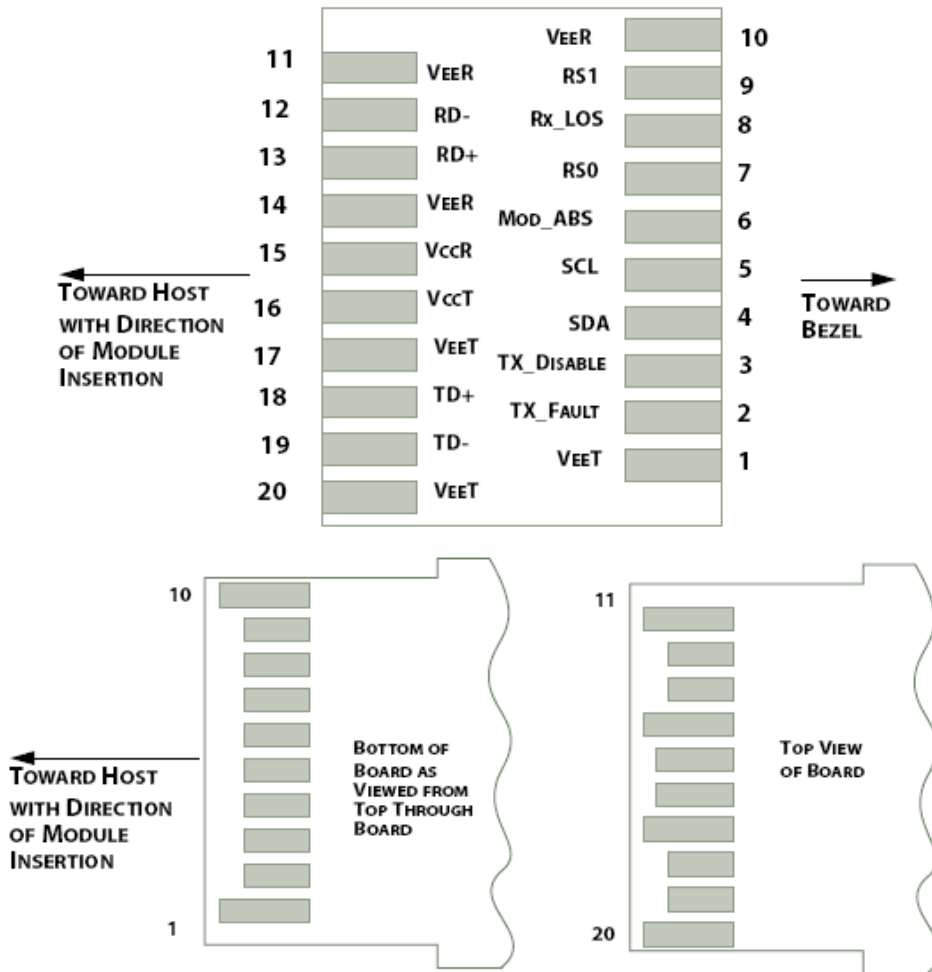 11
VEER
12
RD-
13
RD+
14
VEER
15
VCCR
16
VCCT
17
VEET
18
TD+
19
TD-
20
VEET
VEER
10
RS1
9
RX_LOS
8
RS0
7
MOD_ABS
6
SCL
5
SDA
4
TX_DISABLE
3
TX_FAULT
2
VEET
1
TOWARD HOST
WITH DIRECTION
OF MODULE
INSERTION
TOWARD
BEZEL
10
1
BOTTOM OF
BOARD AS
VIEWED FROM
TOP THROUGH
BOARD
TOWARD HOST
WITH DIRECTION
OF MODULE
INSERTION
11
20
TOP VIEW
OF BOARD